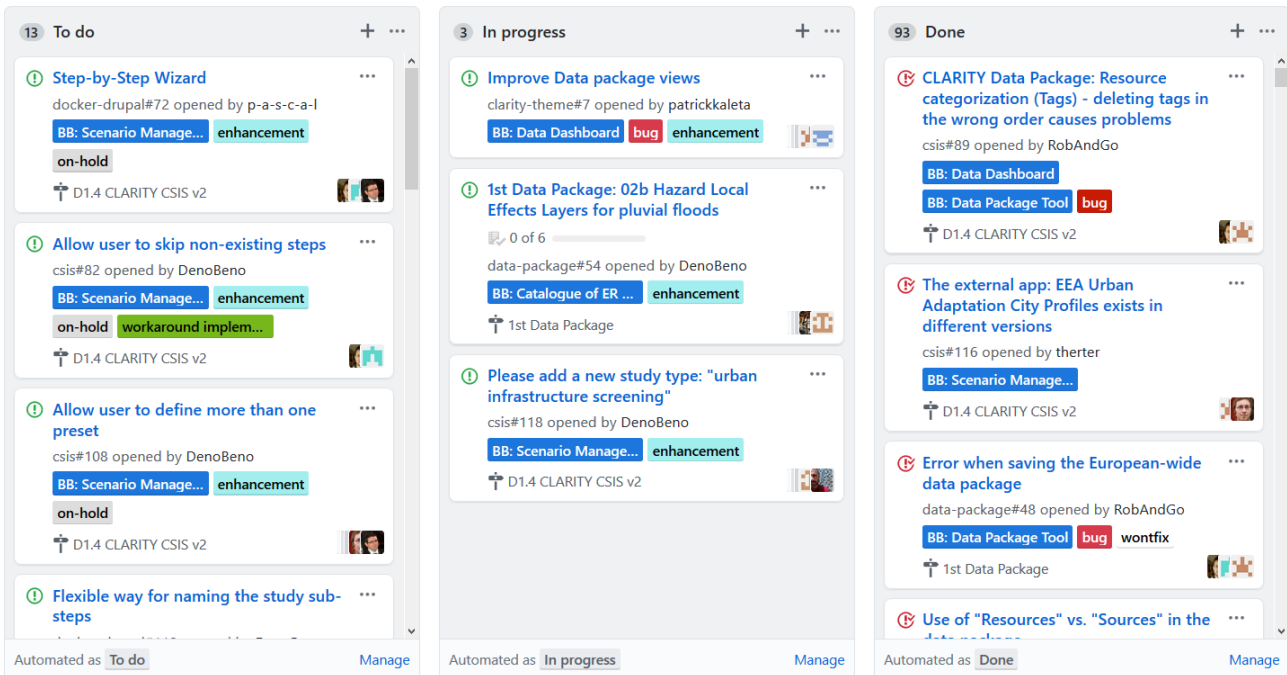 13 To do
Step-by-Step Wizard
docker-drupal#72 opened by p-a-s-c-a-l
BB: Scenario Manage... enhancement
on-hold
D1.4 CLARITY CSIS v2
Allow user to skip non-existing steps
csis#82 opened by DenoBeno
BB: Scenario Manage... enhancement
on-hold workaround implem...
D1.4 CLARITY CSIS v2
Allow user to define more than one
preset
csis#108 opened by DenoBeno
BB: Scenario Manage... enhancement
on-hold
D1.4 CLARITY CSIS v2
Flexible way for naming the study sub-
steps
Automated as To do Manage
3 In progress
Improve Data package views
clarity-theme#7 opened by patrickkaleta
BB: Data Dashboard bug enhancement
1st Data Package: 02b Hazard Local
Effects Layers for pluvial floods
0 of 6
data-package#54 opened by DenoBeno
BB: Catalogue of ER ... enhancement
1st Data Package
Please add a new study type: "urban
infrastructure screening"
csis#118 opened by DenoBeno
BB: Scenario Manage... enhancement
D1.4 CLARITY CSIS v2
Automated as In progress Manage
93 Done
CLARITY Data Package: Resource
categorization (Tags) - deleting tags in
the wrong order causes problems
csis#89 opened by RobAndGo
BB: Data Dashboard
BB: Data Package Tool bug
D1.4 CLARITY CSIS v2
The external app: EEA Urban
Adaptation City Profiles exists in
different versions
csis#116 opened by therter
BB: Scenario Manage...
D1.4 CLARITY CSIS v2
Error when saving the European-wide
data package
data-package#48 opened by RobAndGo
BB: Data Package Tool bug wontfix
1st Data Package
Use of "Resources" vs. "Sources" in the
data package
Automated as Done Manage